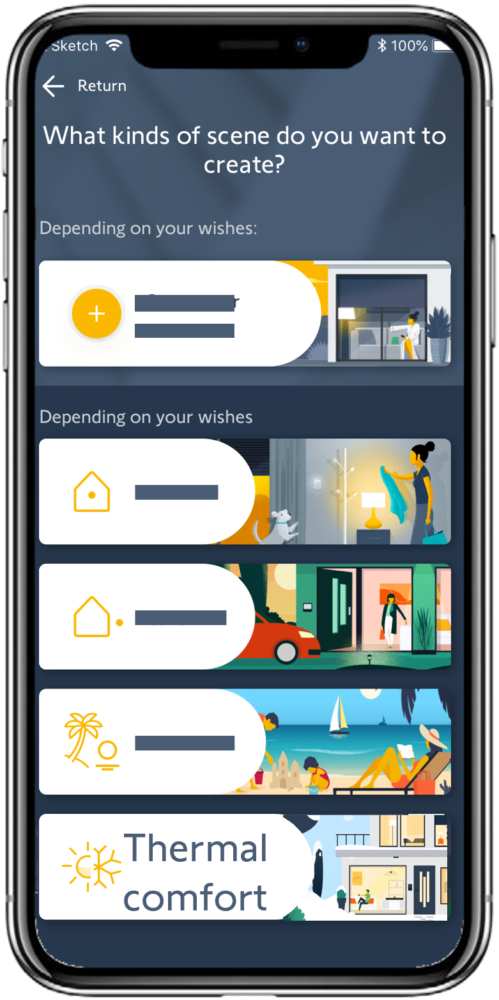 Sketch
100%
Return
What kinds of scene do you want to
create?
Depending on your wishes:
Depending on your wishes
Thermal
comfort